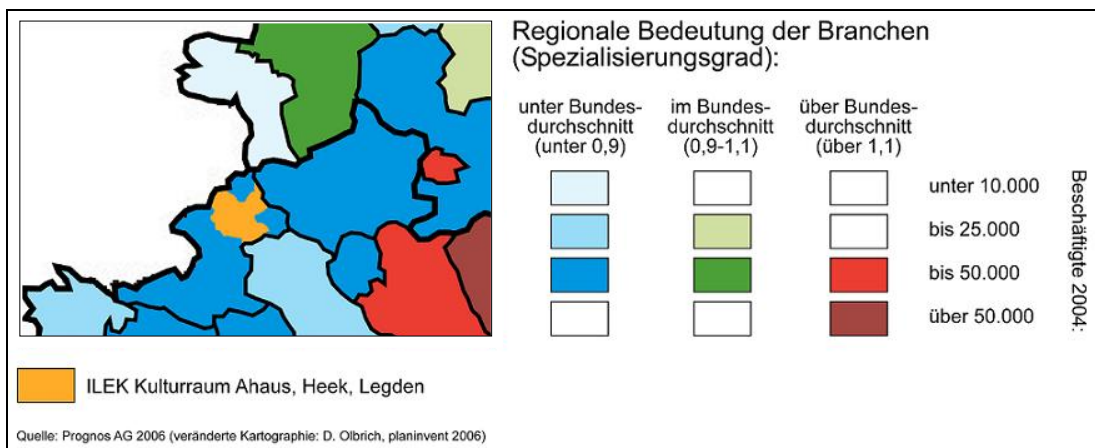 Regionale Bedeutung der Branchen
(Spezialisierungsgrad):
unter Bundes-
durchschnitt
(unter 0,9)
im Bundes-
durchschnitt
(0,9-1,1)
über Bundes-
durchschnitt
(über 1,1)
unter 10.000
bis 25.000
bis 50.000
über 50.000
Beschäftigte 2004:
ILEK Kulturraum Ahaus, Heek, Legden
Quelle: Prognos AG 2006 (veränderte Kartographie: D. Olbrich, planinvent 2006)